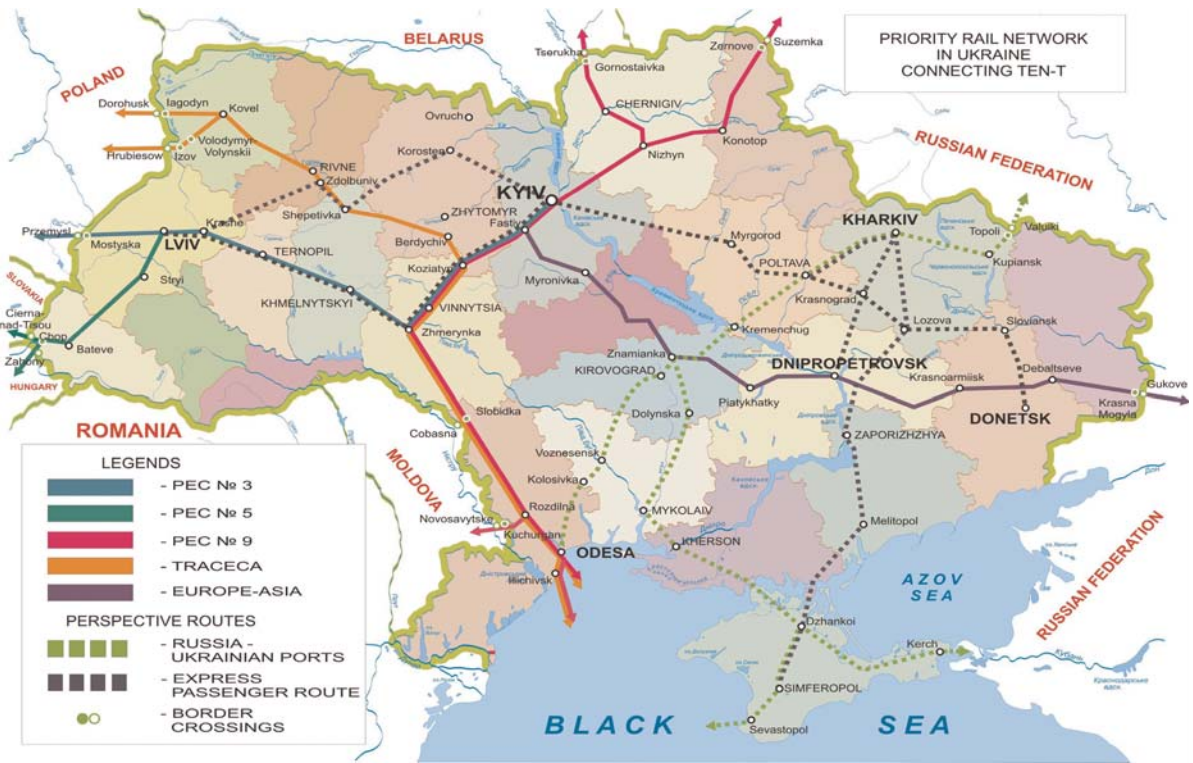 PRIORITY RAIL NETWORK
IN UKRAINE
CONNECTING TEN-T
BELARUS
POLAND
RUSSIAN FEDERATION
Tserukha
Gornostaivka
Zernove
Suzemka
Dorohusk
Iagodyn
Kovel
Ovruch
CHERNIGIV
Konotop
Nizhyn
Hrubiesow
Izov
Volodymyr
Volynskii
RIVNE
Zdolbuniv
Korosten
KYIV
Shepetivka
ZHYTOMYR
Fastiv
Berdychiv
Przemysl
Mostyska
LVIV
Krasne
TERNOPIL
Koziatyn
Myronivka
Myrgorod
POLTAVA
KHARKIV
Topoli
Valuiki
Kupiansk
SLOVAKIA
Stryi
KHMELNYTSKYI
VINNYTSIA
Zhmerynka
Krasnograd
Kremenchug
Lozova
Sloviansk
Cierna-
nad-Tisou
Chop
Zahony
Bateve
HUNGARY
Znamianka
KIROVOGRAD
DNIPROPETROVSK
Krasnoarmiisk
Debaltseve
Gukove
Krasna
Mogyla
Piatykhatky
Dolynska
DONETSK
Slobidka
Cobasna
ROMANIA
MOLDOVA
Voznesensk
Kolosivka
ZAPORIZHZHYA
Rozdilna
Novosavytske
Kuchurgan
MYKOLAIV
KHERSON
Melitopol
ODESA
Illichivsk
AZOV
SEA
RUSSIAN FEDERATION
Dzhankoi
Kerch
SIMFEROPOL
Sevastopol
BLACK SEA
LEGENDS
- PEC № 3
- PEC № 5
- PEC № 9
- TRACECA
- EUROPE-ASIA
PERSPECTIVE ROUTES
- RUSSIA -
UKRAINIAN PORTS
- EXPRESS
PASSENGER ROUTE
- BORDER
CROSSINGS